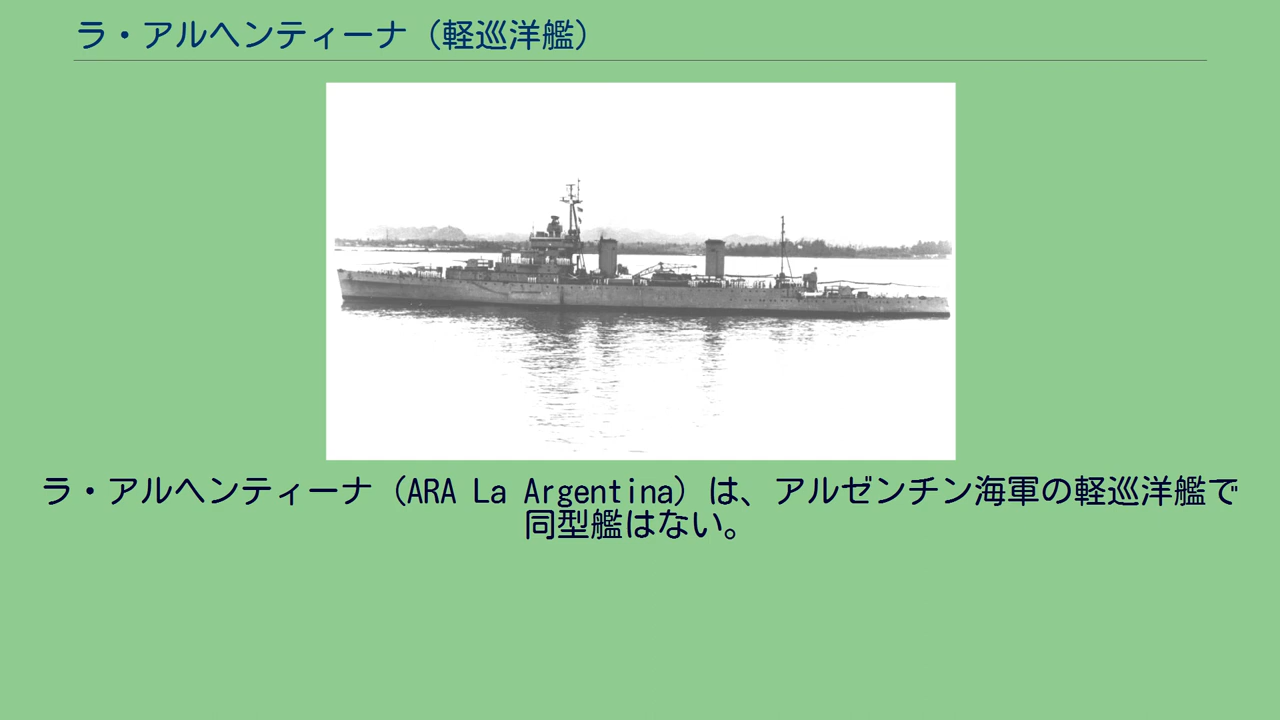 ラ・アルヘンティーナ（軽巡洋艦）
ラ・アルヘンティーナ（ARA La Argentina）は、アルゼンチン海軍の軽巡洋艦で
同型艦はない。